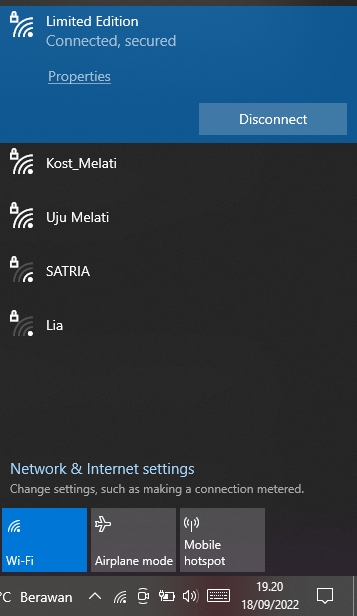 Limited Edition
Connected, secured
Properties
Disconnect
Kost_Melati
Uju Melati
SATRIA
Lia
Network & Internet settings
Change settings, such as making a connection metered.
Wi-Fi
Airplane mode
Mobile
hotspot
°C Berawan
19.20
18/09/2022